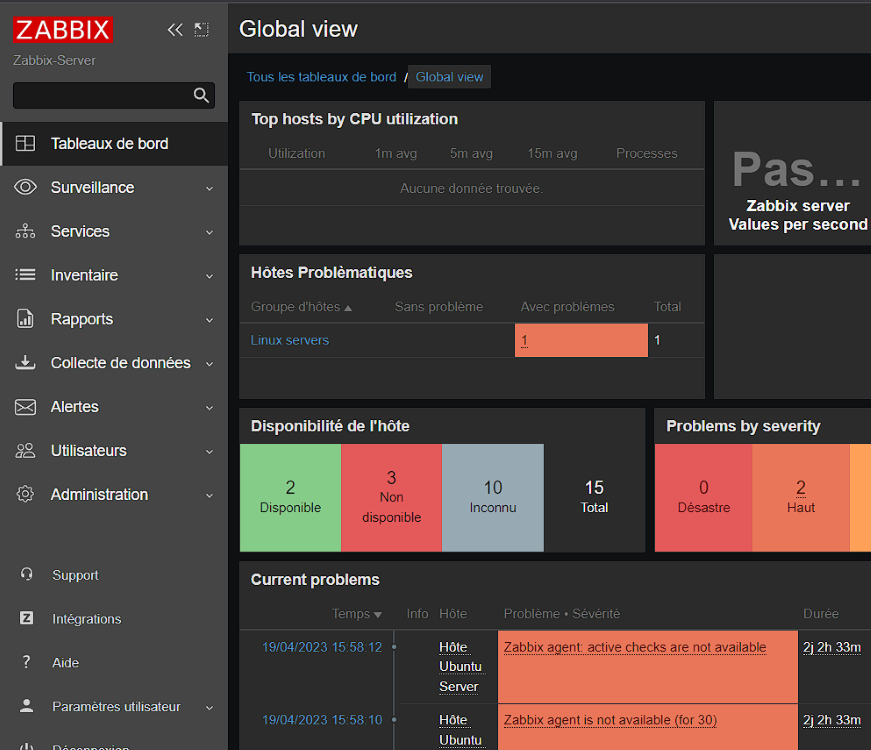 ZABBIX
Zabbix-Server
Tableaux de bord
Surveillance
Services
Inventaire
Rapports
Collecte de données
Alertes
Utilisateurs
Administration
Support
Z Intégrations
? Aide
Paramètres utilisateur
Déconnexion
Global view
Tous les tableaux de bord / Global view
Top hosts by CPU utilization
Utilization 1m avg 5m avg 15m avg Processes
Aucune donnée trouvée.
Pas...
Zabbix server
Values per second
Hôtes Problèmatiques
Groupe d'hôtes ▲ Sans problème Avec problèmes Total
Linux servers 1 1
Disponibilité de l'hôte
2
Disponible
3
Non
disponible
10
Inconnu
15
Total
Problems by severity
0
Désastre
2
Haut
Current problems
Temps ▼ Info Hôte Problème • Sévérité Durée
19/04/2023 15:58:12 Hôte Zabbix agent: active checks are not available 2j 2h 33m
Ubuntu
Server
19/04/2023 15:58:10 Hôte Zabbix agent is not available (for 30) 2j 2h 33m
Ubuntu